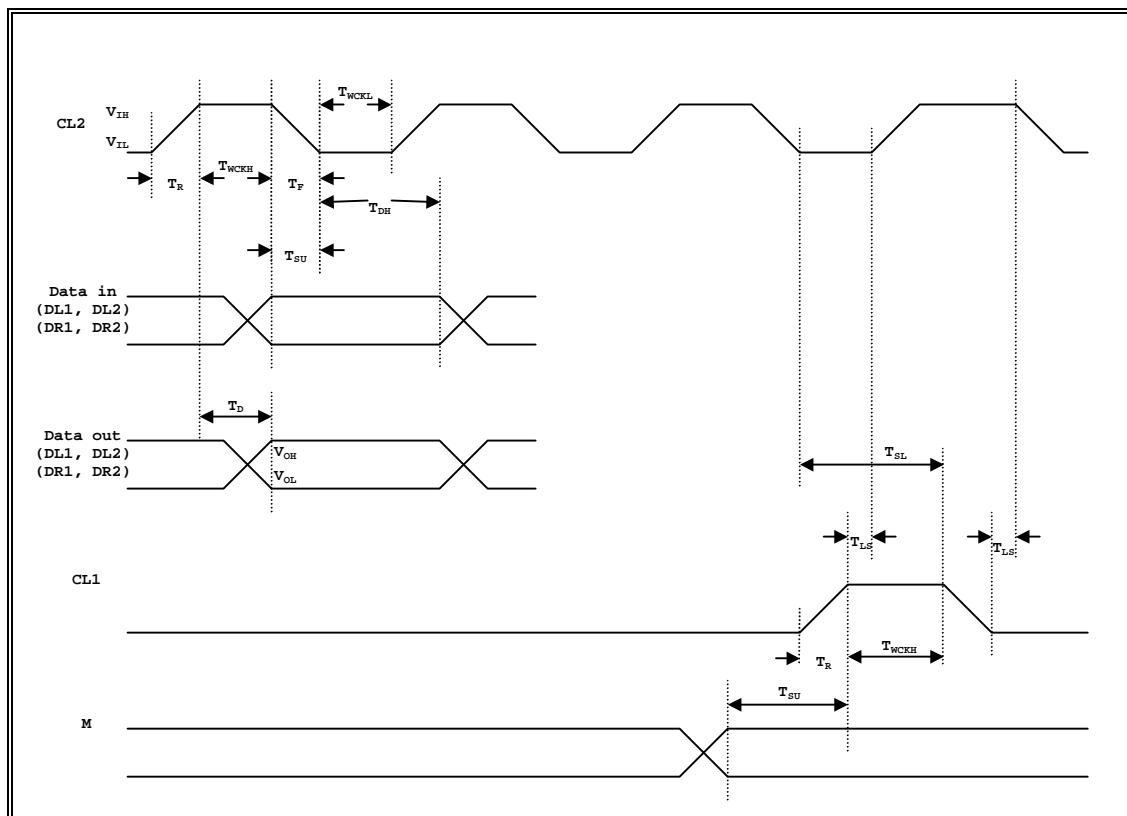 T_WCKL
V_IH
CL2
V_IL
T_WCKH
T_R
T_F
T_DH
T_SU
Data in
(DL1, DL2)
(DR1, DR2)
T_D
Data out
(DL1, DL2)
(DR1, DR2)
V_OH
V_OL
T_SL
T_LS
T_LS
CL1
T_R
T_WCKH
T_SU
M